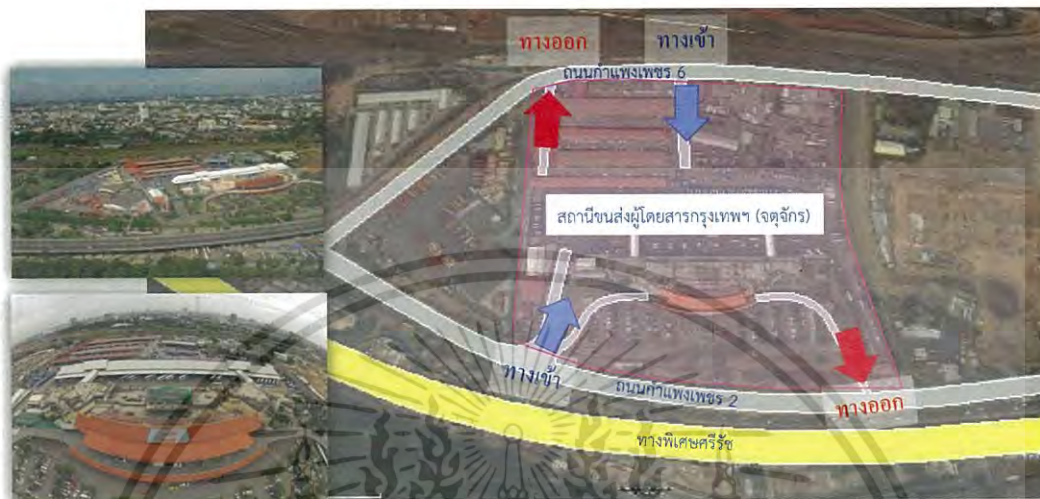 ทางออก
ทางเข้า
ถนนกำแพงเพชร 6
สถานีขนส่งผู้โดยสารกรุงเทพฯ (จตุจักร)
ทางเข้า
ถนนกำแพงเพชร 2
ทางออก
ทางพิเศษศรีรัช